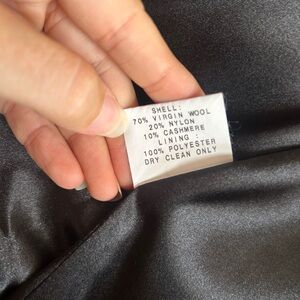 SHELL:
70% VIRGIN WOOL
20% NYLON
10% CASHMERE
LINING :
100% POLYESTER
DRY CLEAN ONLY